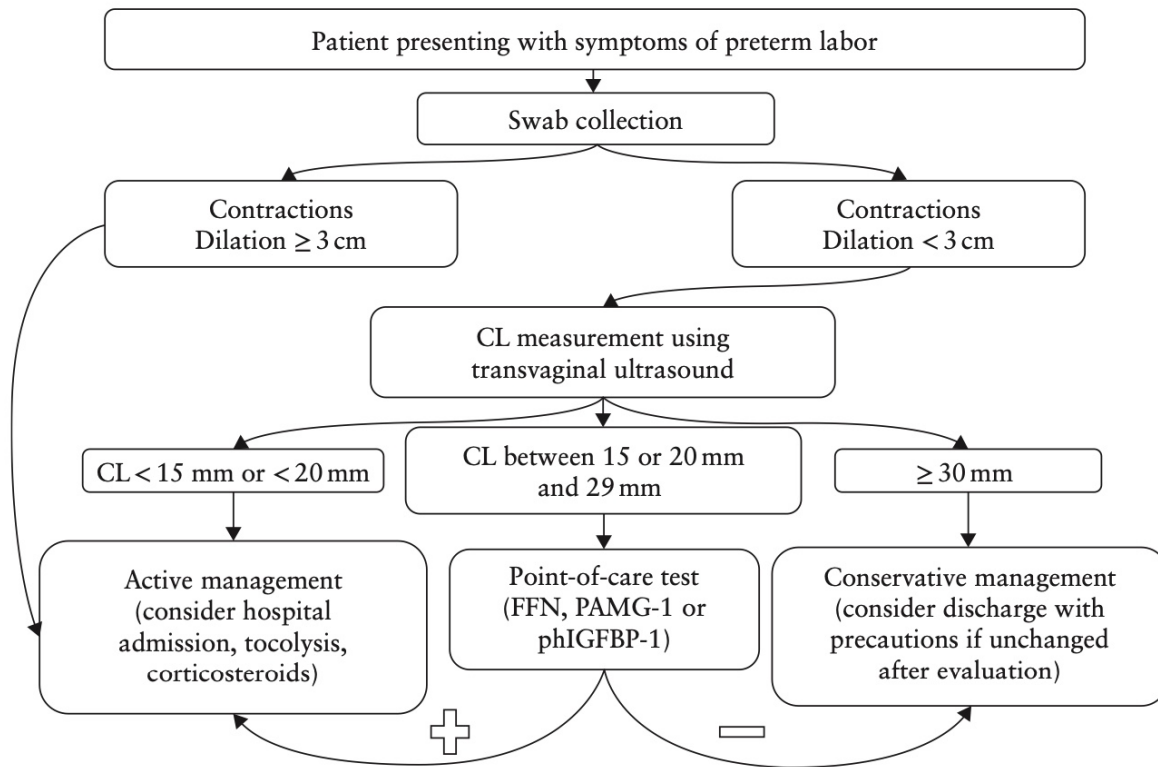 Patient presenting with symptoms of preterm labor
Swab collection
Contractions
Dilation ≥ 3 cm
Contractions
Dilation < 3 cm
CL measurement using
transvaginal ultrasound
CL < 15 mm or < 20 mm
CL between 15 or 20 mm
and 29 mm
≥ 30 mm
Active management
(consider hospital
admission, tocolysis,
corticosteroids)
Point-of-care test
(FFN, PAMG-1 or
phIGFBP-1)
Conservative management
(consider discharge with
precautions if unchanged
after evaluation)
+
−